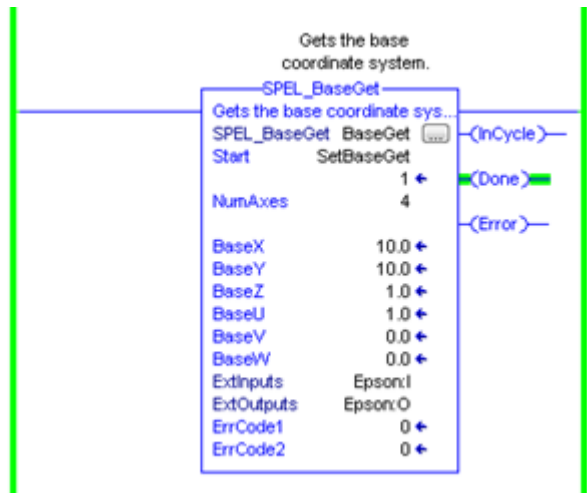 Gets the base
coordinate system.
SPEL_BaseGet
Gets the base coordinate sys...
SPEL_BaseGet BaseGet ... (InCycle)
Start SetBaseGet
1 (Done)
NumAxes 4
(Error)
BaseX 10.0
BaseY 10.0
BaseZ 1.0
BaseU 1.0
BaseV 0.0
BaseW 0.0
ExtInputs Epson:I
ExtOutputs Epson:O
ErrCode1 0
ErrCode2 0